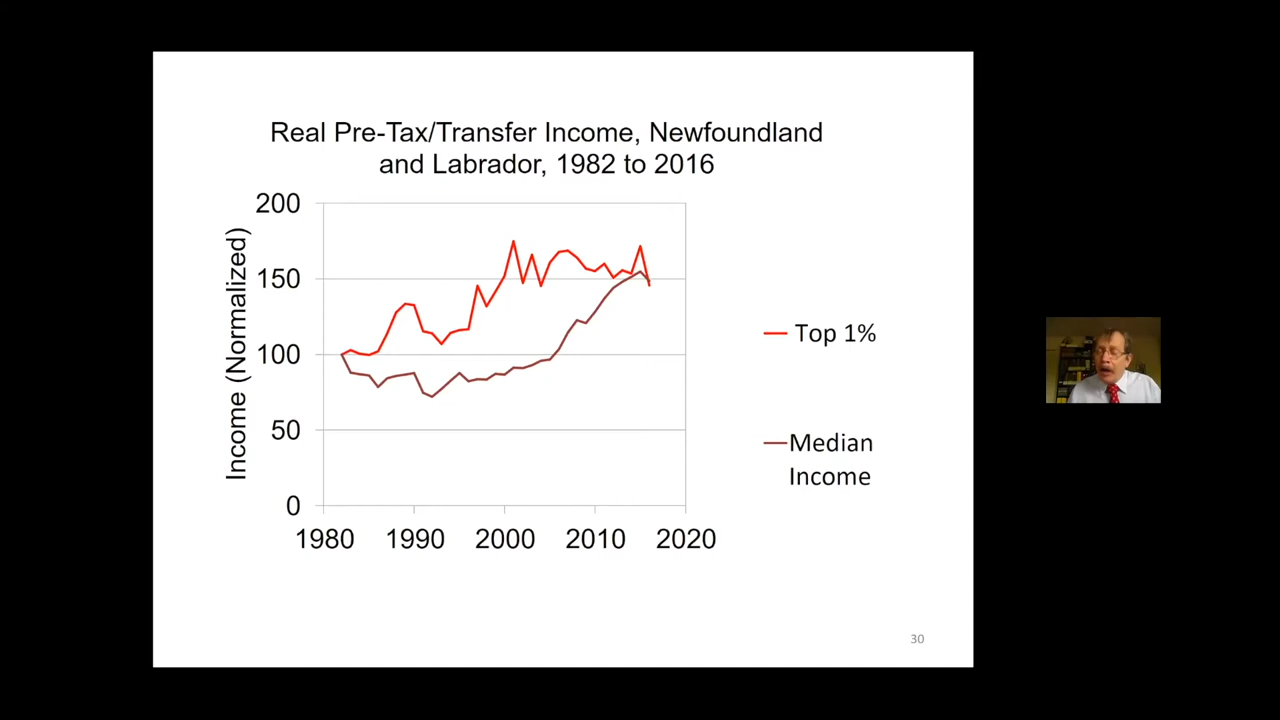 Real Pre-Tax/Transfer Income, Newfoundland
and Labrador, 1982 to 2016
Income (Normalized)
200
150
100
50
0
1980 1990 2000 2010 2020
Top 1%
Median
Income
30